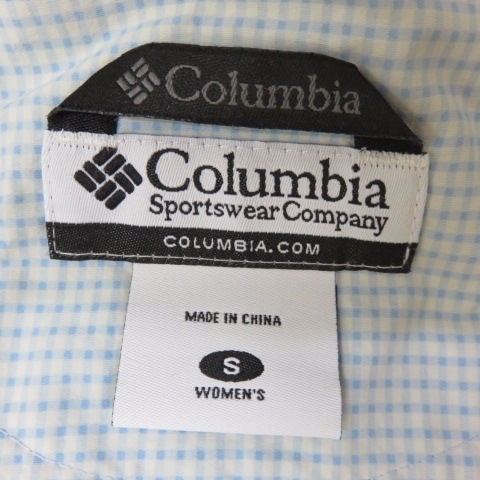 Columbia
Columbia
Sportswear Company
COLUMBIA.COM
MADE IN CHINA
S
WOMEN'S